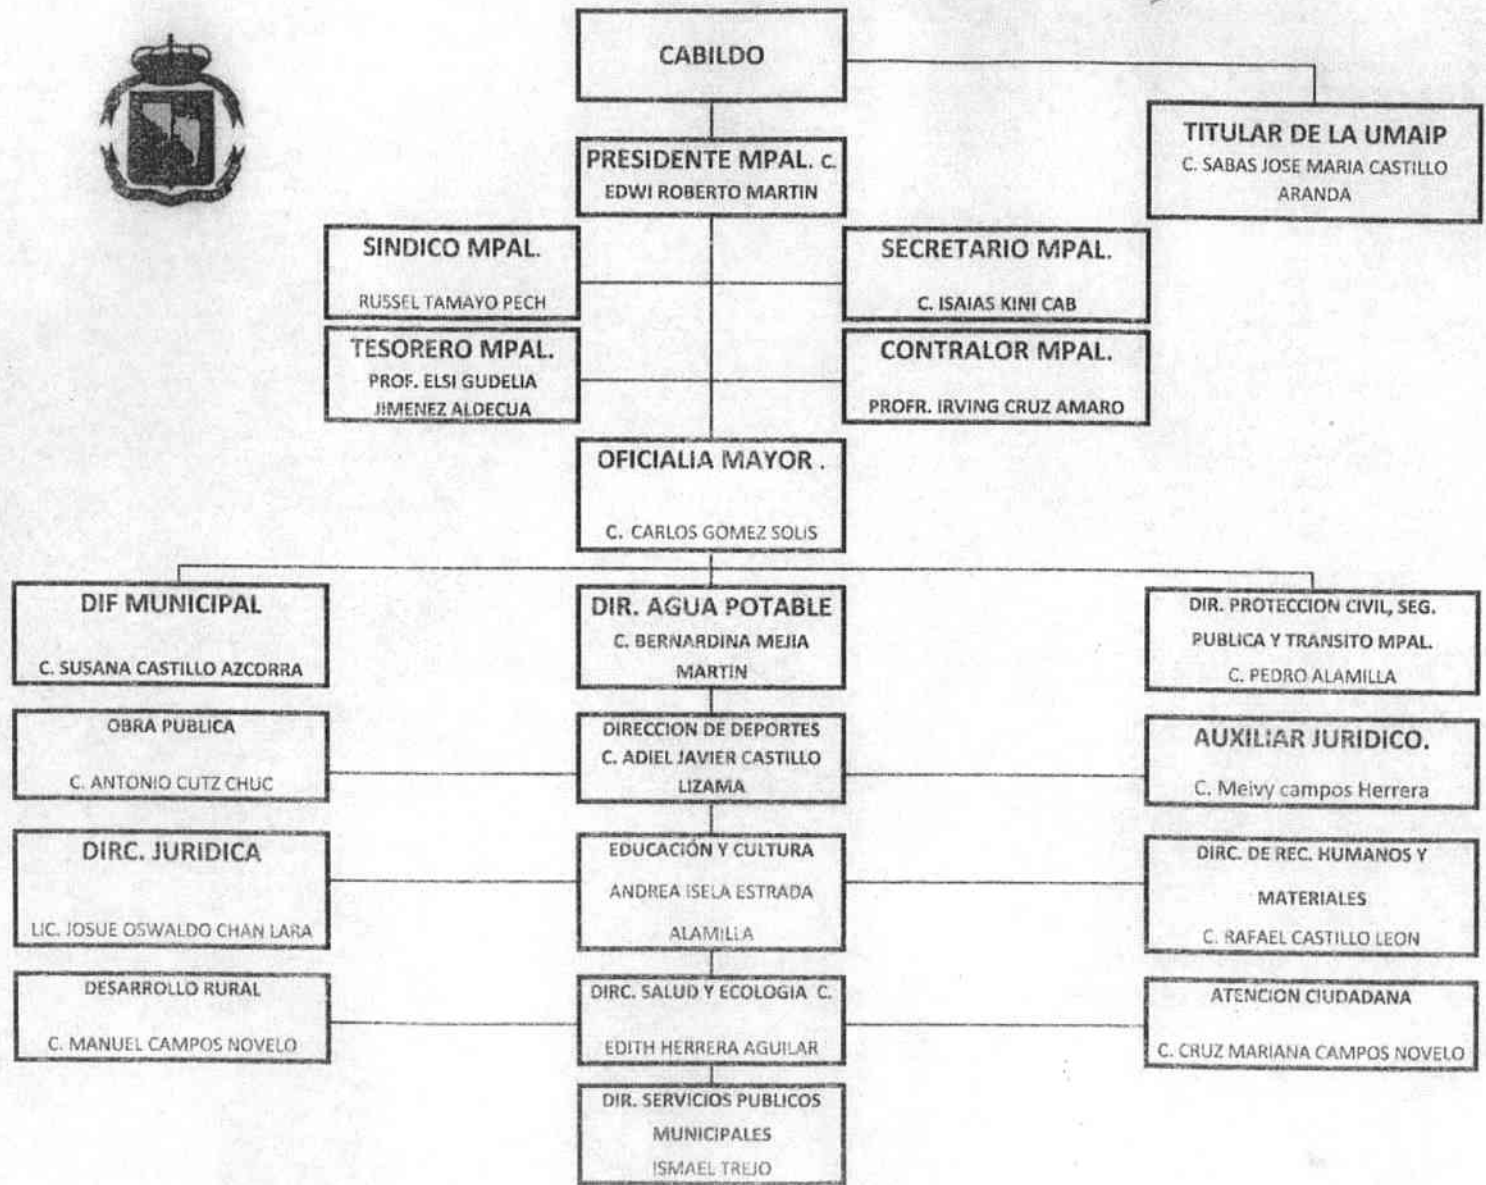 CABILDO
TITULAR DE LA UMAIP
C. SABAS JOSE MARIA CASTILLO
ARANDA
PRESIDENTE MPAL. C.
EDWI ROBERTO MARTIN
SINDICO MPAL.
RUSSEL TAMAYO PECH
SECRETARIO MPAL.
C. ISAIAS KINI CAB
TESORERO MPAL.
PROF. ELSI GUDELIA
JIMENEZ ALDECUA
CONTRALOR MPAL.
PROFR. IRVING CRUZ AMARO
OFICIALIA MAYOR .
C. CARLOS GOMEZ SOLIS
DIF MUNICIPAL
C. SUSANA CASTILLO AZCORRA
DIR. AGUA POTABLE
C. BERNARDINA MEJIA
MARTIN
DIR. PROTECCION CIVIL, SEG.
PUBLICA Y TRANSITO MPAL.
C. PEDRO ALAMILLA
OBRA PUBLICA
C. ANTONIO CUTZ CHUC
DIRECCION DE DEPORTES
C. ADIEL JAVIER CASTILLO
LIZAMA
AUXILIAR JURIDICO.
C. Meivy campos Herrera
DIRC. JURIDICA
LIC. JOSUE OSWALDO CHAN LARA
EDUCACIÓN Y CULTURA
ANDREA ISELA ESTRADA
ALAMILLA
DIRC. DE REC. HUMANOS Y
MATERIALES
C. RAFAEL CASTILLO LEON
DESARROLLO RURAL
C. MANUEL CAMPOS NOVELO
DIRC. SALUD Y ECOLOGIA C.
EDITH HERRERA AGUILAR
ATENCION CIUDADANA
C. CRUZ MARIANA CAMPOS NOVELO
DIR. SERVICIOS PUBLICOS
MUNICIPALES
ISMAEL TREJO